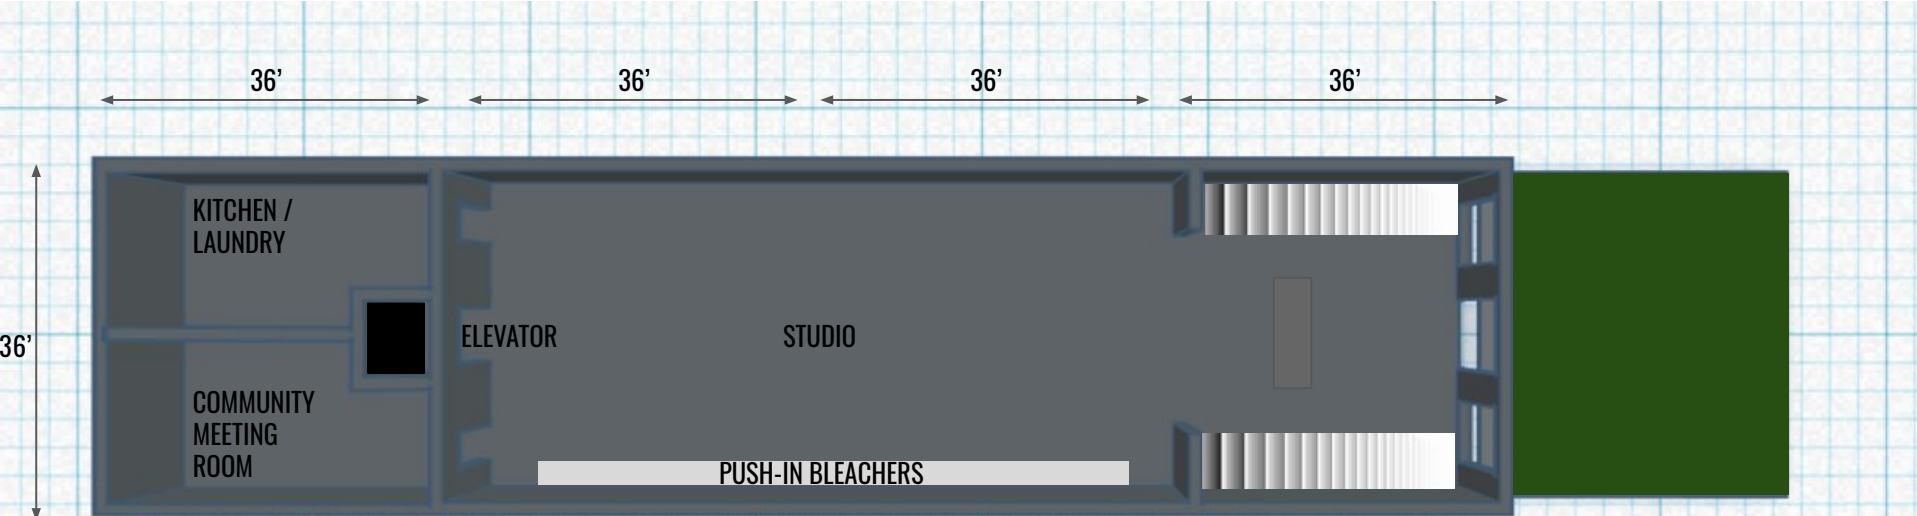 36’
36’
36’
36’
KITCHEN /
LAUNDRY
36’
ELEVATOR
STUDIO
COMMUNITY
MEETING
ROOM
PUSH-IN BLEACHERS